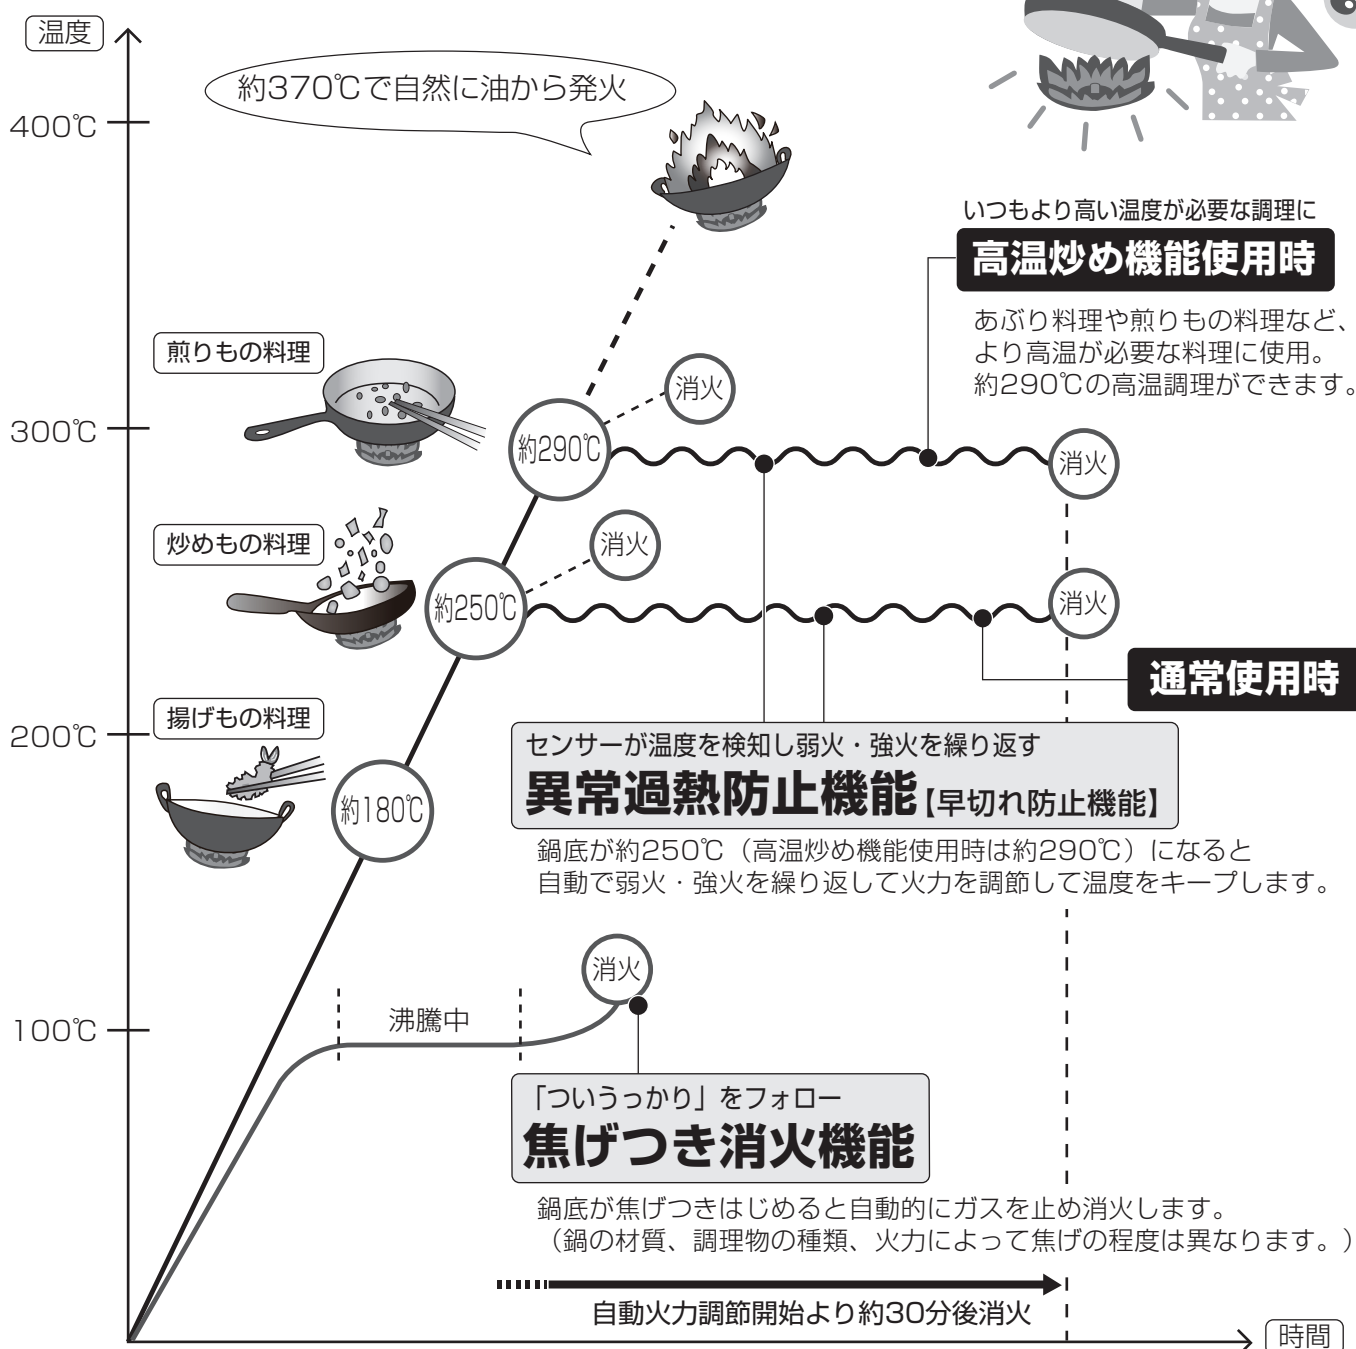 温度
約370℃で自然に油から発火
400℃
いつもより高い温度が必要な調理に
高温炒め機能使用時
あぶり料理や煎りもの料理など、
より高温が必要な料理に使用。
約290℃の高温調理ができます。
煎りもの料理
消火
300℃
約290℃
消火
炒めもの料理
消火
約250℃
消火
通常使用時
揚げもの料理
200℃
約180℃
センサーが温度を検知し弱火・強火を繰り返す
異常過熱防止機能【早切れ防止機能】
鍋底が約250℃（高温炒め機能使用時は約290℃）になると
自動で弱火・強火を繰り返して火力を調節して温度をキープします。
消火
100℃
沸騰中
「ついうっかり」をフォロー
焦げつき消火機能
鍋底が焦げつきはじめると自動的にガスを止め消火します。
（鍋の材質、調理物の種類、火力によって焦げの程度は異なります。）
自動火力調節開始より約30分後消火
時間